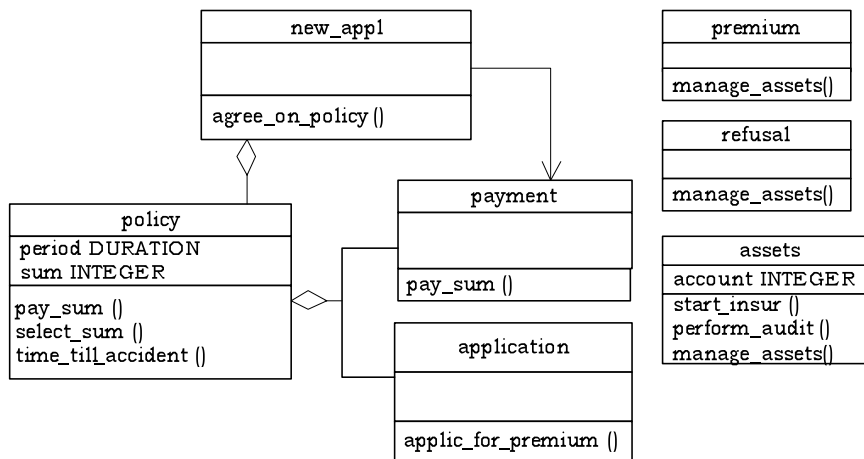 new_appl
agree_on_policy ()
premium
manage_assets()
refusal
manage_assets()
policy
period DURATION
sum INTEGER
pay_sum ()
select_sum ()
time_till_accident ()
payment
pay_sum ()
application
applic_for_premium ()
assets
account INTEGER
start_insur ()
perform_audit ()
manage_assets()